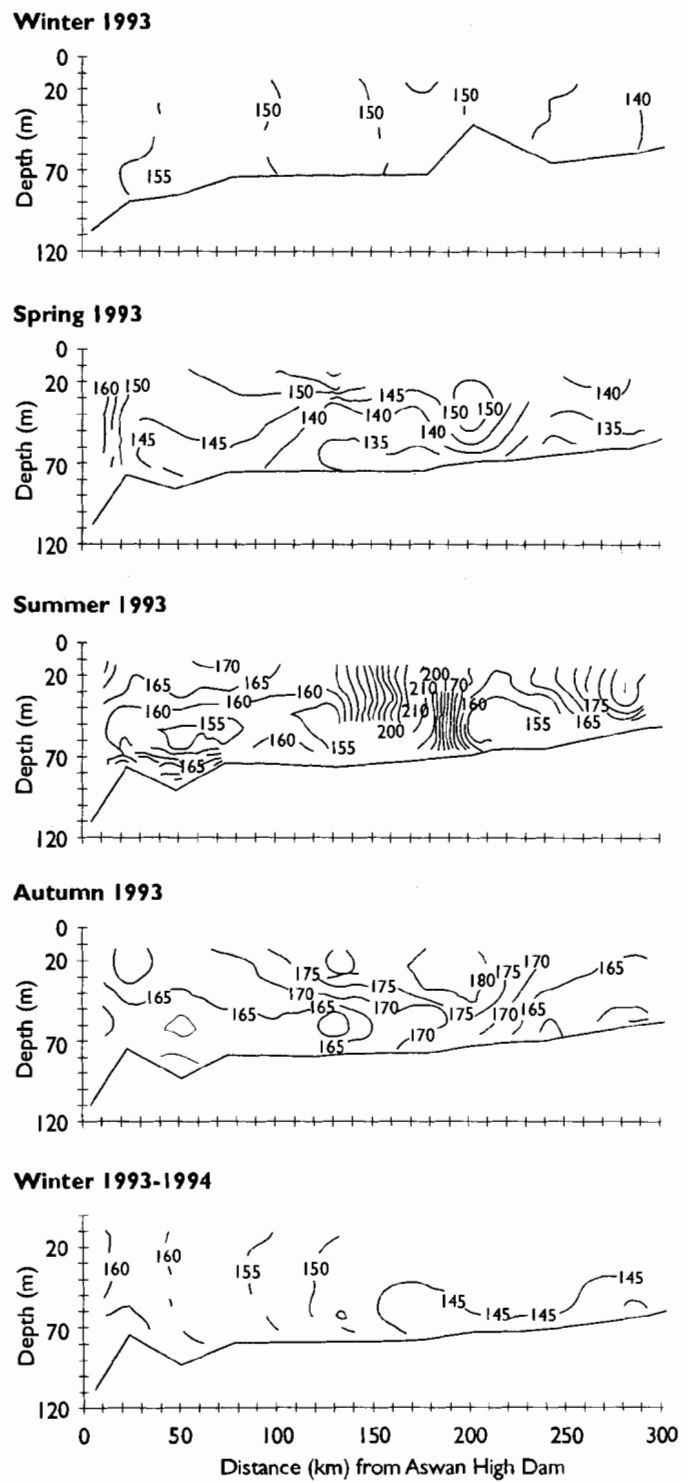 Winter 1993
0
20
70
120
Depth (m)
150 150 150 140
155
Spring 1993
0
20
70
120
Depth (m)
160 150 150 145 140
140 140 150 150
145 145 135 140 135
Summer 1993
0
20
70
120
Depth (m)
170 200
165 165 160 210 170 175
160 160 210 160 165
155 160 155 200 155
165
Autumn 1993
0
20
70
120
Depth (m)
175 175 180 175 170 165
165 170 170 175 170 165
165 165 170
165
Winter 1993-1994
20
70
120
Depth (m)
160 160 155 150 145
145 145 145
0 50 100 150 200 250 300
Distance (km) from Aswan High Dam